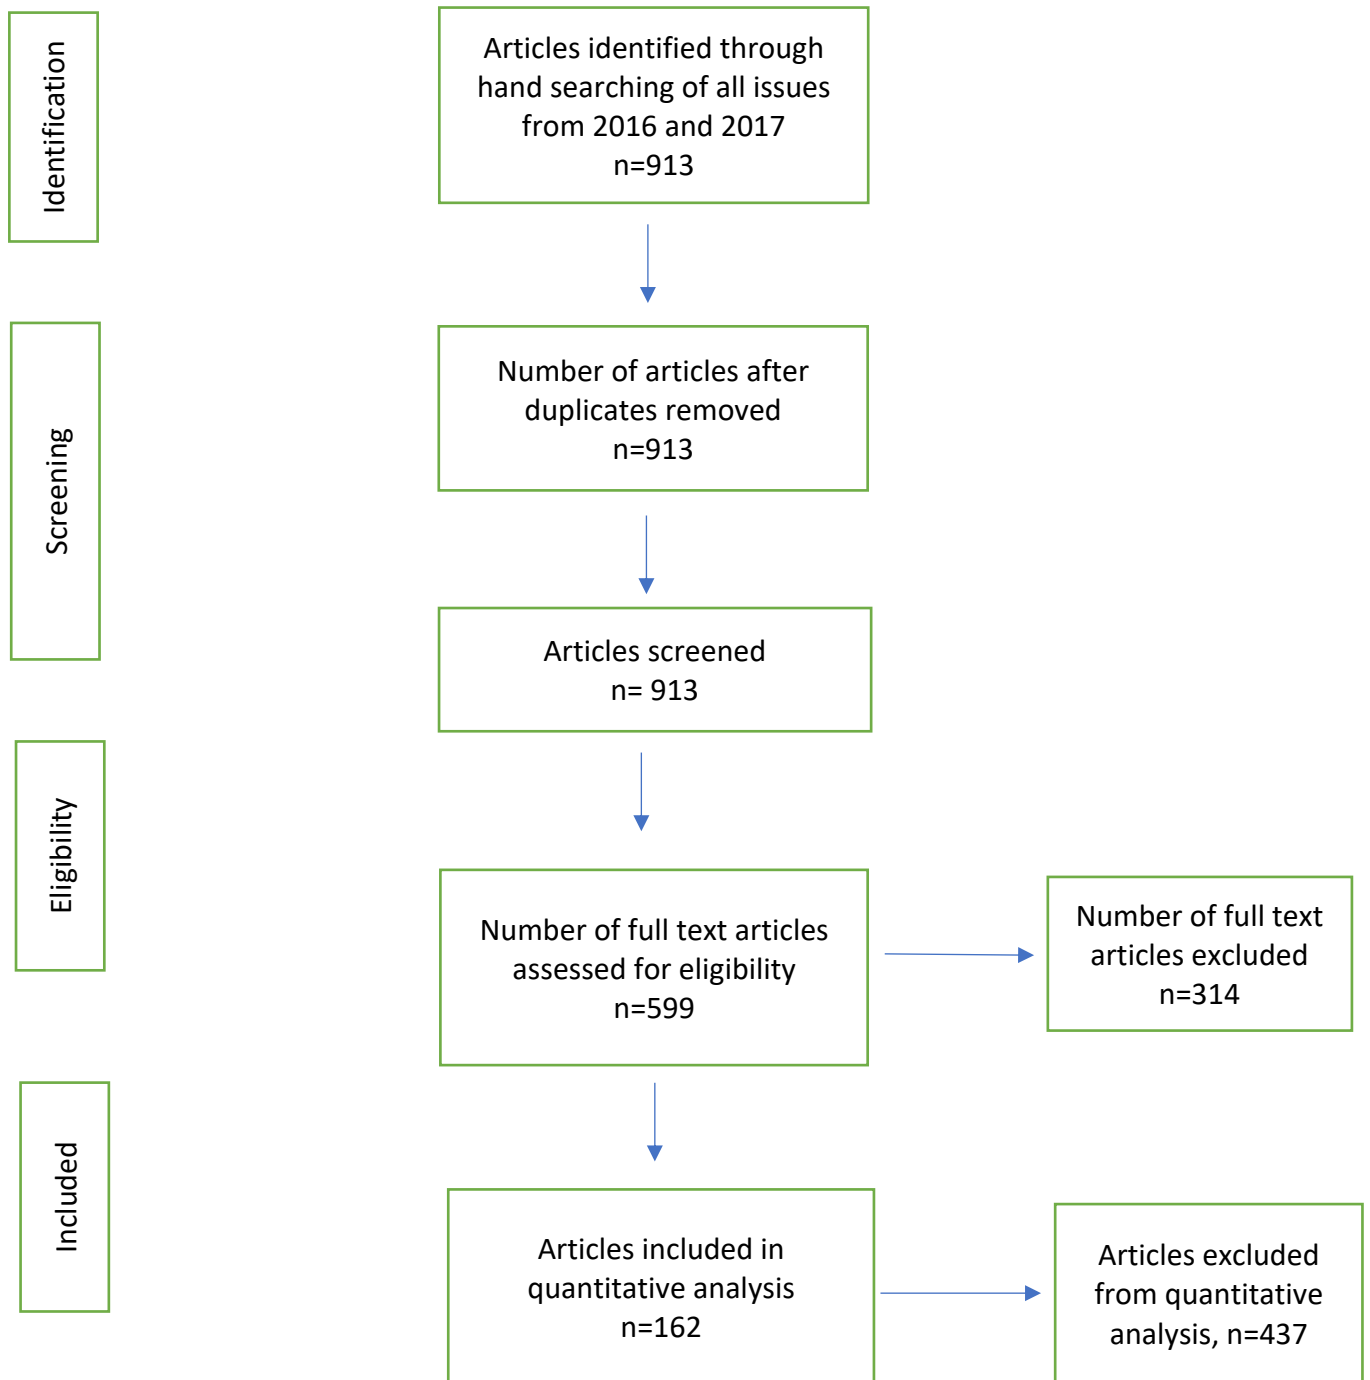 Identification
Articles identified through
hand searching of all issues
from 2016 and 2017
n=913
Screening
Number of articles after
duplicates removed
n=913
Articles screened
n= 913
Eligibility
Number of full text articles
assessed for eligibility
n=599
Number of full text
articles excluded
n=314
Included
Articles included in
quantitative analysis
n=162
Articles excluded
from quantitative
analysis, n=437